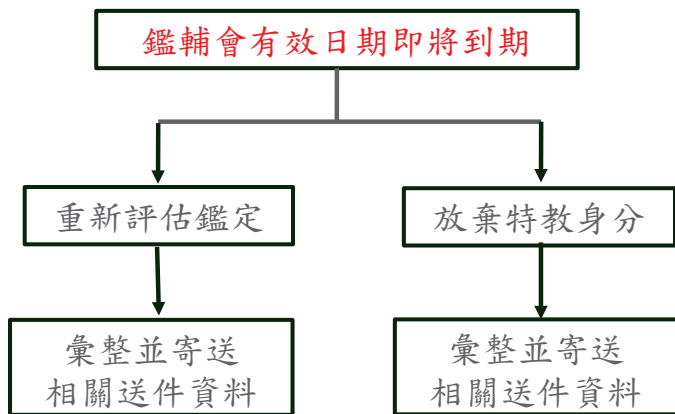 鑑輔會有效日期即將到期
重新評估鑑定
放棄特教身分
彙整並寄送
相關送件資料
彙整並寄送
相關送件資料